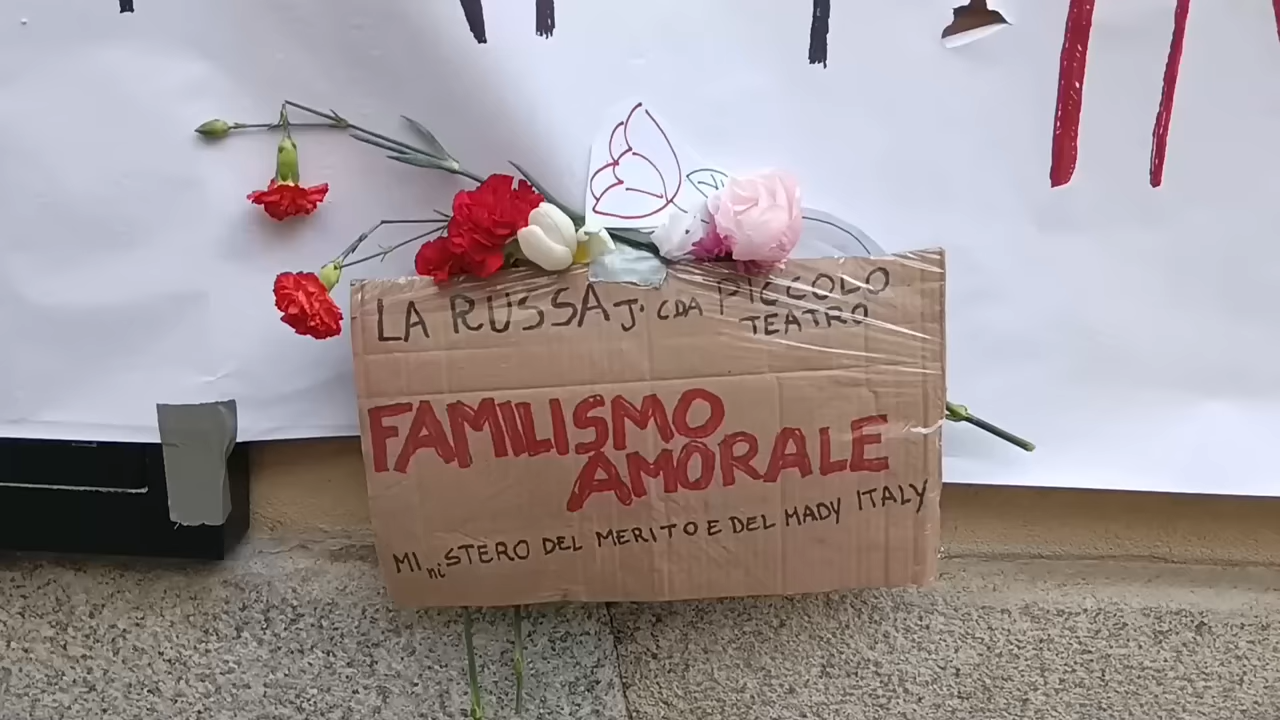 LA RUSSA J. CDA PICCOLO
TEATRO
FAMILISMO
AMORALE
MINISTERO DEL MERITO E DEL MADY ITALY